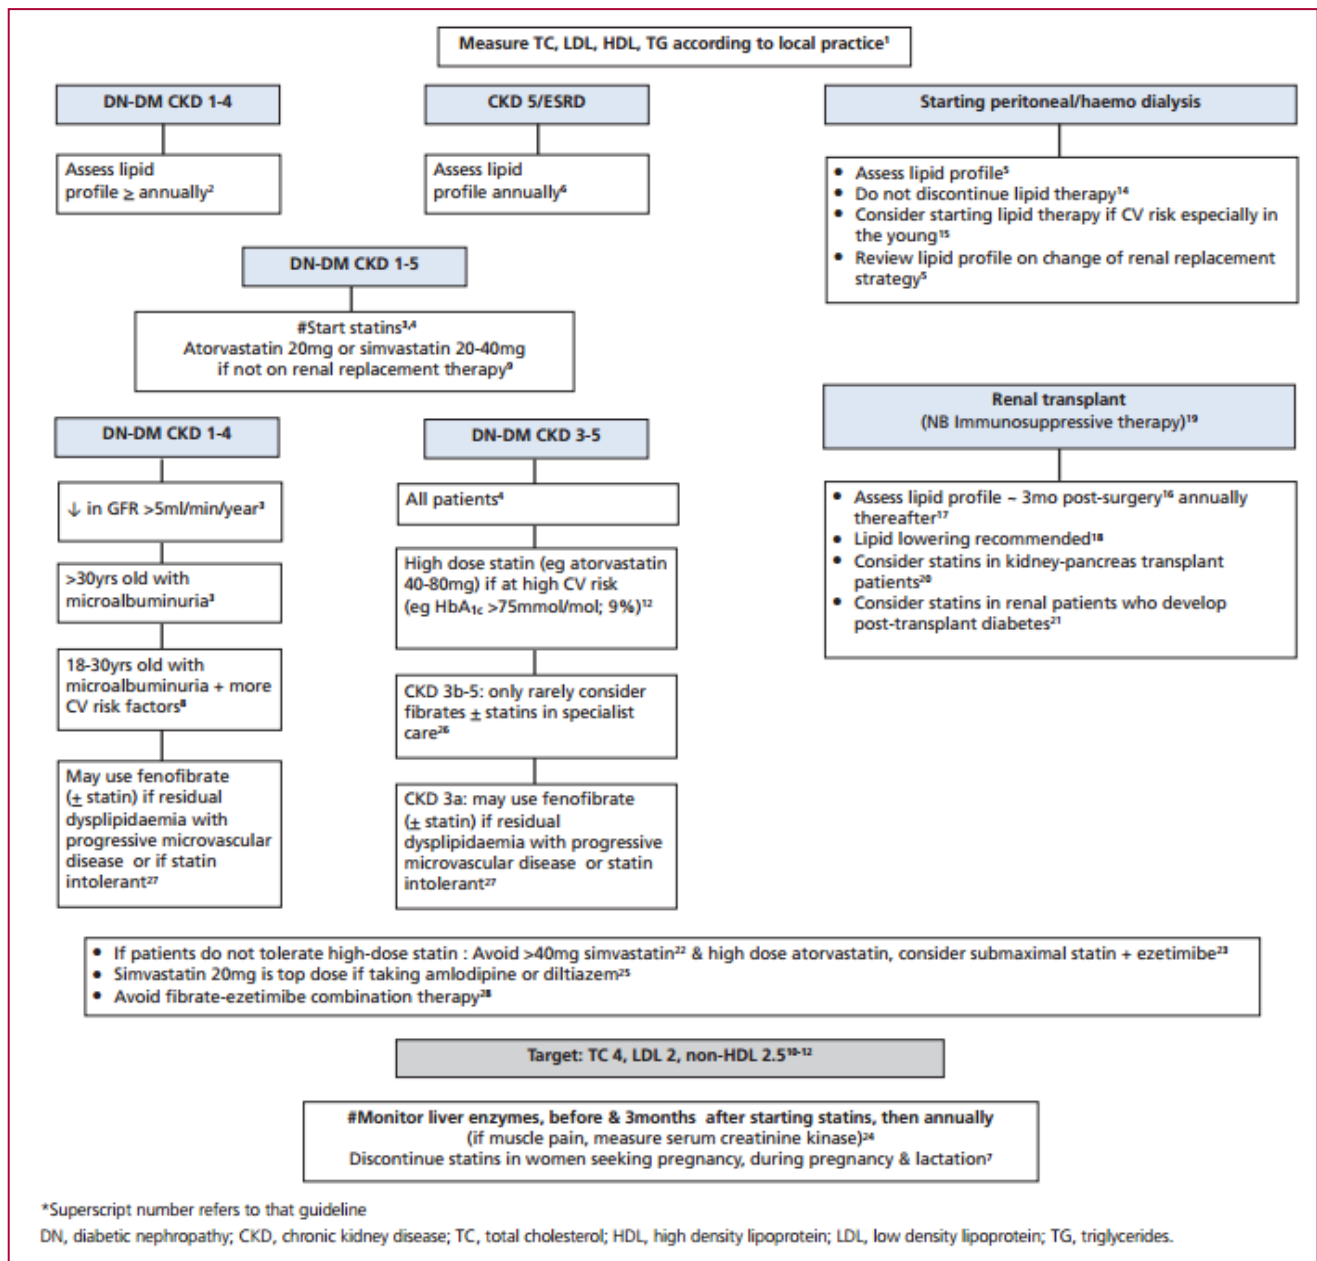 Measure TC, LDL, HDL, TG according to local practice¹
DN-DM CKD 1-4
Assess lipid
profile ≥ annually²
CKD 5/ESRD
Assess lipid
profile annually⁶
Starting peritoneal/haemo dialysis
• Assess lipid profile⁵
• Do not discontinue lipid therapy¹⁴
• Consider starting lipid therapy if CV risk especially in
the young¹⁵
• Review lipid profile on change of renal replacement
strategy⁵
DN-DM CKD 1-5
#Start statins³,⁴
Atorvastatin 20mg or simvastatin 20-40mg
if not on renal replacement therapy⁹
DN-DM CKD 1-4
↓ in GFR >5ml/min/year³
>30yrs old with
microalbuminuria³
18-30yrs old with
microalbuminuria + more
CV risk factors⁸
May use fenofibrate
(± statin) if residual
dysplipidaemia with
progressive microvascular
disease or if statin
intolerant²⁷
DN-DM CKD 3-5
All patients⁴
High dose statin (eg atorvastatin
40-80mg) if at high CV risk
(eg HbA₁c >75mmol/mol; 9%)¹²
CKD 3b-5: only rarely consider
fibrates ± statins in specialist
care²⁶
CKD 3a: may use fenofibrate
(± statin) if residual
dysplipidaemia with progressive
microvascular disease or statin
intolerant²⁷
Renal transplant
(NB Immunosuppressive therapy)¹⁹
• Assess lipid profile ~ 3mo post-surgery¹⁶ annually
thereafter¹⁷
• Lipid lowering recommended¹⁸
• Consider statins in kidney-pancreas transplant
patients²⁰
• Consider statins in renal patients who develop
post-transplant diabetes²¹
• If patients do not tolerate high-dose statin : Avoid >40mg simvastatin²² & high dose atorvastatin, consider submaximal statin + ezetimibe²³
• Simvastatin 20mg is top dose if taking amlodipine or diltiazem²⁵
• Avoid fibrate-ezetimibe combination therapy²⁸
Target: TC 4, LDL 2, non-HDL 2.5¹⁰-¹²
#Monitor liver enzymes, before & 3months after starting statins, then annually
(if muscle pain, measure serum creatinine kinase)²⁴
Discontinue statins in women seeking pregnancy, during pregnancy & lactation⁷
*Superscript number refers to that guideline
DN, diabetic nephropathy; CKD, chronic kidney disease; TC, total cholesterol; HDL, high density lipoprotein; LDL, low density lipoprotein; TG, triglycerides.